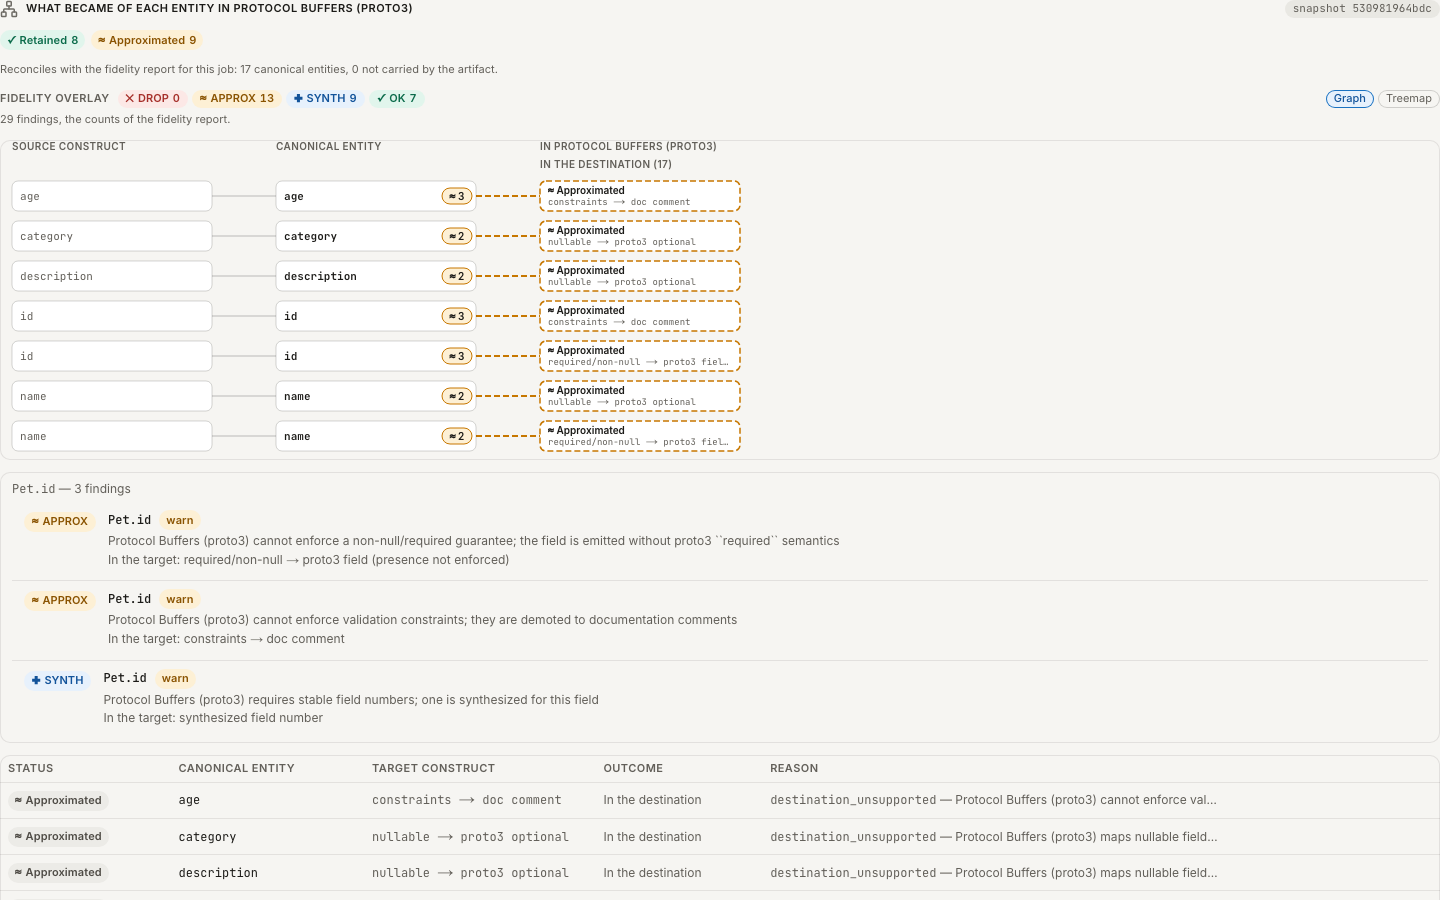 WHAT BECAME OF EACH ENTITY IN PROTOCOL BUFFERS (PROTO3)
snapshot 530981964bdc
✓ Retained 8
≈ Approximated 9
Reconciles with the fidelity report for this job: 17 canonical entities, 0 not carried by the artifact.
FIDELITY OVERLAY
✕ DROP 0
≈ APPROX 13
✚ SYNTH 9
✓ OK 7
Graph
Treemap
29 findings, the counts of the fidelity report.
SOURCE CONSTRUCT
CANONICAL ENTITY
IN PROTOCOL BUFFERS (PROTO3)
IN THE DESTINATION (17)
age
age
≈ 3
≈ Approximated
constraints → doc comment
category
category
≈ 2
≈ Approximated
nullable → proto3 optional
description
description
≈ 2
≈ Approximated
nullable → proto3 optional
id
id
≈ 3
≈ Approximated
constraints → doc comment
id
id
≈ 3
≈ Approximated
required/non-null → proto3 fiel…
name
name
≈ 2
≈ Approximated
nullable → proto3 optional
name
name
≈ 2
≈ Approximated
required/non-null → proto3 fiel…
Pet.id — 3 findings
≈ APPROX
Pet.id
warn
Protocol Buffers (proto3) cannot enforce a non-null/required guarantee; the field is emitted without proto3 ``required`` semantics
In the target: required/non-null → proto3 field (presence not enforced)
≈ APPROX
Pet.id
warn
Protocol Buffers (proto3) cannot enforce validation constraints; they are demoted to documentation comments
In the target: constraints → doc comment
✚ SYNTH
Pet.id
warn
Protocol Buffers (proto3) requires stable field numbers; one is synthesized for this field
In the target: synthesized field number
STATUS
CANONICAL ENTITY
TARGET CONSTRUCT
OUTCOME
REASON
≈ Approximated
age
constraints → doc comment
In the destination
destination_unsupported — Protocol Buffers (proto3) cannot enforce val…
≈ Approximated
category
nullable → proto3 optional
In the destination
destination_unsupported — Protocol Buffers (proto3) maps nullable field…
≈ Approximated
description
nullable → proto3 optional
In the destination
destination_unsupported — Protocol Buffers (proto3) maps nullable field…